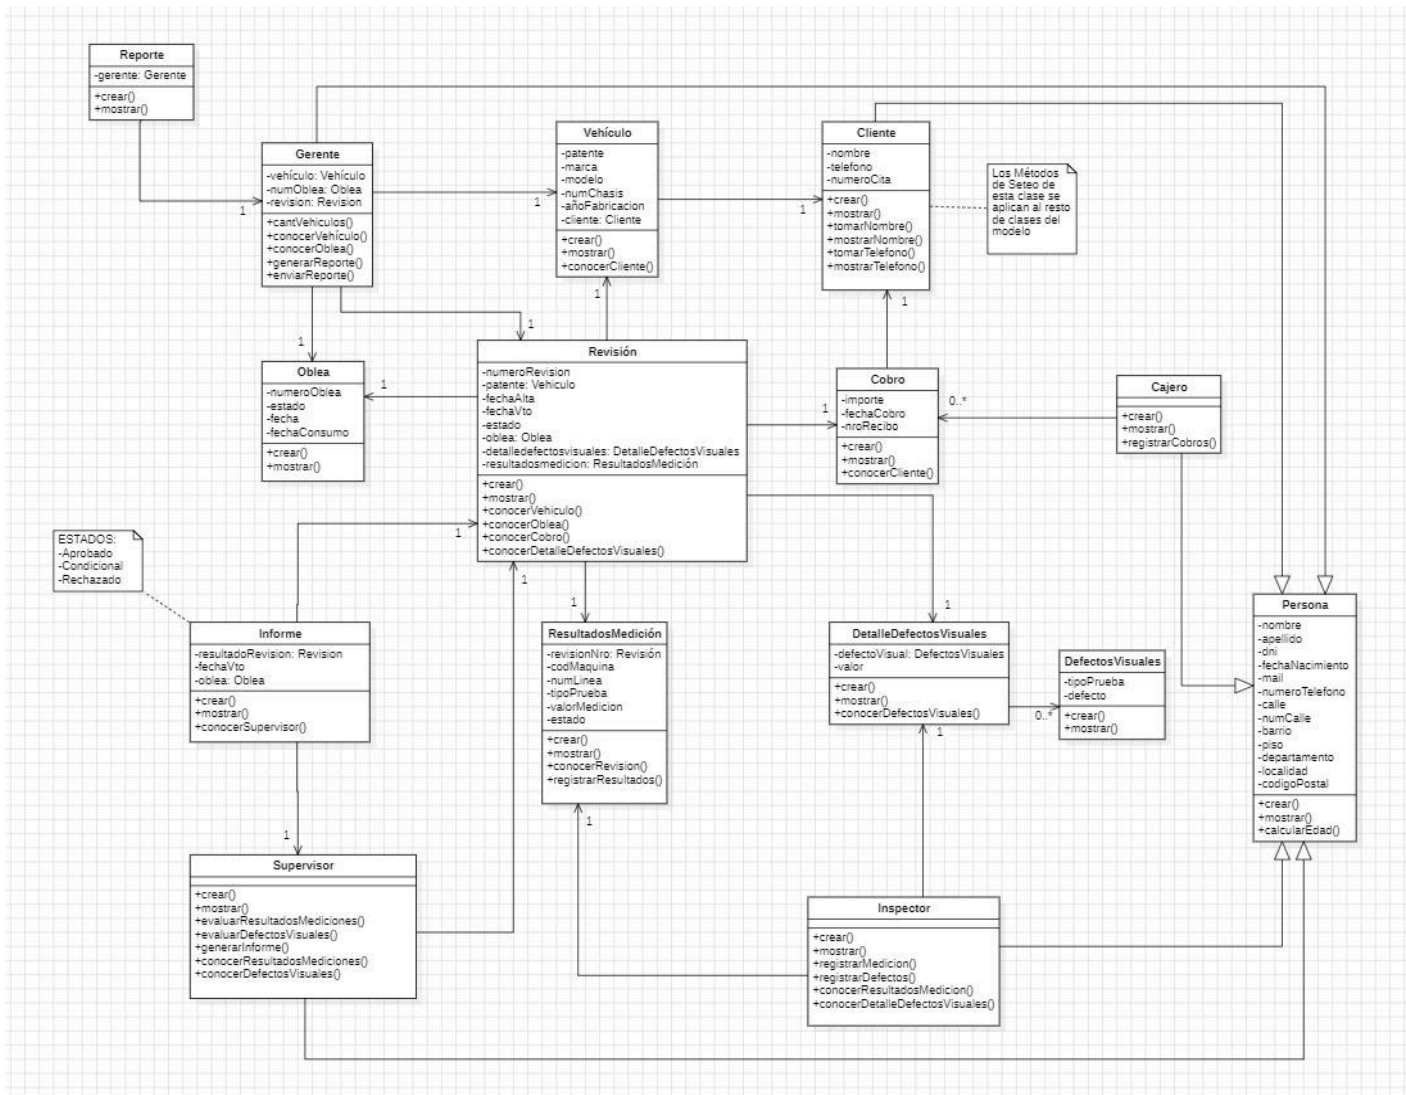 Reporte
-gerente: Gerente
+crear()
+mostrar()
Gerente
-vehículo: Vehículo
-numOblea: Oblea
-revision: Revision
+cantVehiculos()
+conocerVehículo()
+conocerOblea()
+generarReporte()
+enviarReporte()
1
Vehículo
-patente
-marca
-modelo
-numChasis
-añoFabricacion
-cliente: Cliente
+crear()
+mostrar()
+conocerCliente()
1
1
Cliente
-nombre
-telefono
-numeroCita
+crear()
+mostrar()
+tomarNombre()
+mostrarNombre()
+tomarTelefono()
+mostrarTelefono()
1
1
Los Métodos
de Seteo de
esta clase se
aplican al resto
de clases del
modelo
Oblea
-numeroOblea
-estado
-fecha
-fechaConsumo
+crear()
+mostrar()
1
1
Revisión
-numeroRevision
-patente: Vehiculo
-fechaAlta
-fechaVto
-estado
-oblea: Oblea
-detalledefectosvisuales: DetalleDefectosVisuales
-resultadosmedicion: ResultadosMedición
+crear()
+mostrar()
+conocerVehiculo()
+conocerOblea()
+conocerCobro()
+conocerDetalleDefectosVisuales()
1
1
1
Cobro
-importe
-fechaCobro
-nroRecibo
+crear()
+mostrar()
+conocerCliente()
1
0..*
Cajero
+crear()
+mostrar()
+registrarCobros()
ESTADOS:
-Aprobado
-Condicional
-Rechazado
Informe
-resultadoRevision: Revision
-fechaVto
-oblea: Oblea
+crear()
+mostrar()
+conocerSupervisor()
1
ResultadosMedición
-revisionNro: Revisión
-codMaquina
-numLinea
-tipoPrueba
-valorMedicion
-estado
+crear()
+mostrar()
+conocerRevision()
+registrarResultados()
1
1
DetalleDefectosVisuales
-defectoVisual: DefectosVisuales
-valor
+crear()
+mostrar()
+conocerDefectosVisuales()
1
0..*
DefectosVisuales
-tipoPrueba
-defecto
+crear()
+mostrar()
Persona
-nombre
-apellido
-dni
-fechaNacimiento
-mail
-numeroTelefono
-calle
-numCalle
-barrio
-piso
-departamento
-localidad
-codigoPostal
+crear()
+mostrar()
+calcularEdad()
1
Supervisor
+crear()
+mostrar()
+evaluarResultadosMediciones()
+evaluarDefectosVisuales()
+generarInforme()
+conocerResultadosMediciones()
+conocerDefectosVisuales()
1
Inspector
+crear()
+mostrar()
+registrarMedicion()
+registrarDefectos()
+conocerResultadosMedicion()
+conocerDetalleDefectosVisuales()